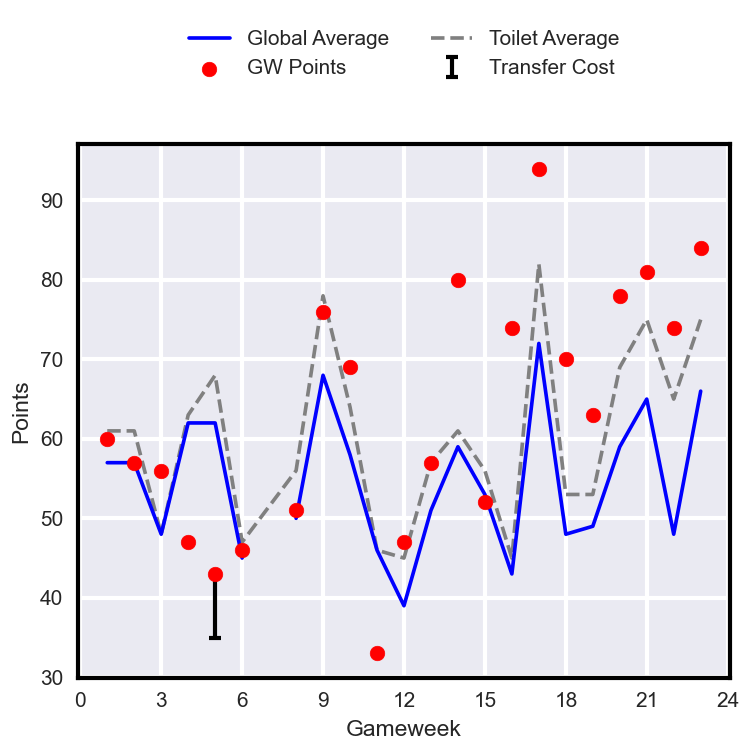 Global Average
GW Points
Toilet Average
Transfer Cost
Points
90
80
70
60
50
40
30
0 3 6 9 12 15 18 21 24
Gameweek